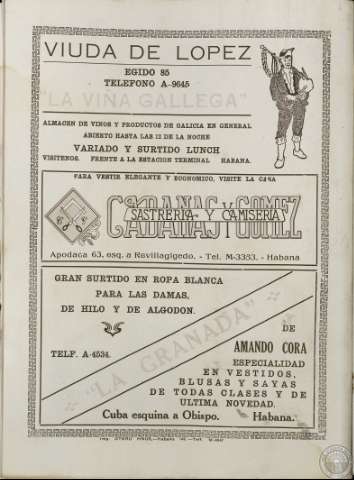 VIUDA DE LOPEZ
EGIDO 85
TELEFONO A-9645
"LA VIÑA GALLEGA"
ALMACEN DE VINOS Y PRODUCTOS DE GALICIA EN GENERAL
ABIERTO HASTA LAS 12 DE LA NOCHE
VARIADO Y SURTIDO LUNCH
VISITENOS. FRENTE A LA ESTACION TERMINAL HABANA.
PARA VESTIR ELEGANTE Y ECONOMICO, VISITE LA CASA
CABANAS Y GOMEZ
SASTRERIA Y CAMISERIA
Apodaca 63, esq. a Revillagigedo. - Tel. M-3353. - Habana
GRAN SURTIDO EN ROPA BLANCA
PARA LAS DAMAS,
DE HILO Y DE ALGODON.
TELF. A-4534.
"LA GRANADA"
DE
AMANDO CORA
ESPECIALIDAD
EN VESTIDOS,
BLUSAS Y SAYAS
DE TODAS CLASES Y DE
ULTIMA NOVEDAD.
Cuba esquina a Obispo. Habana.